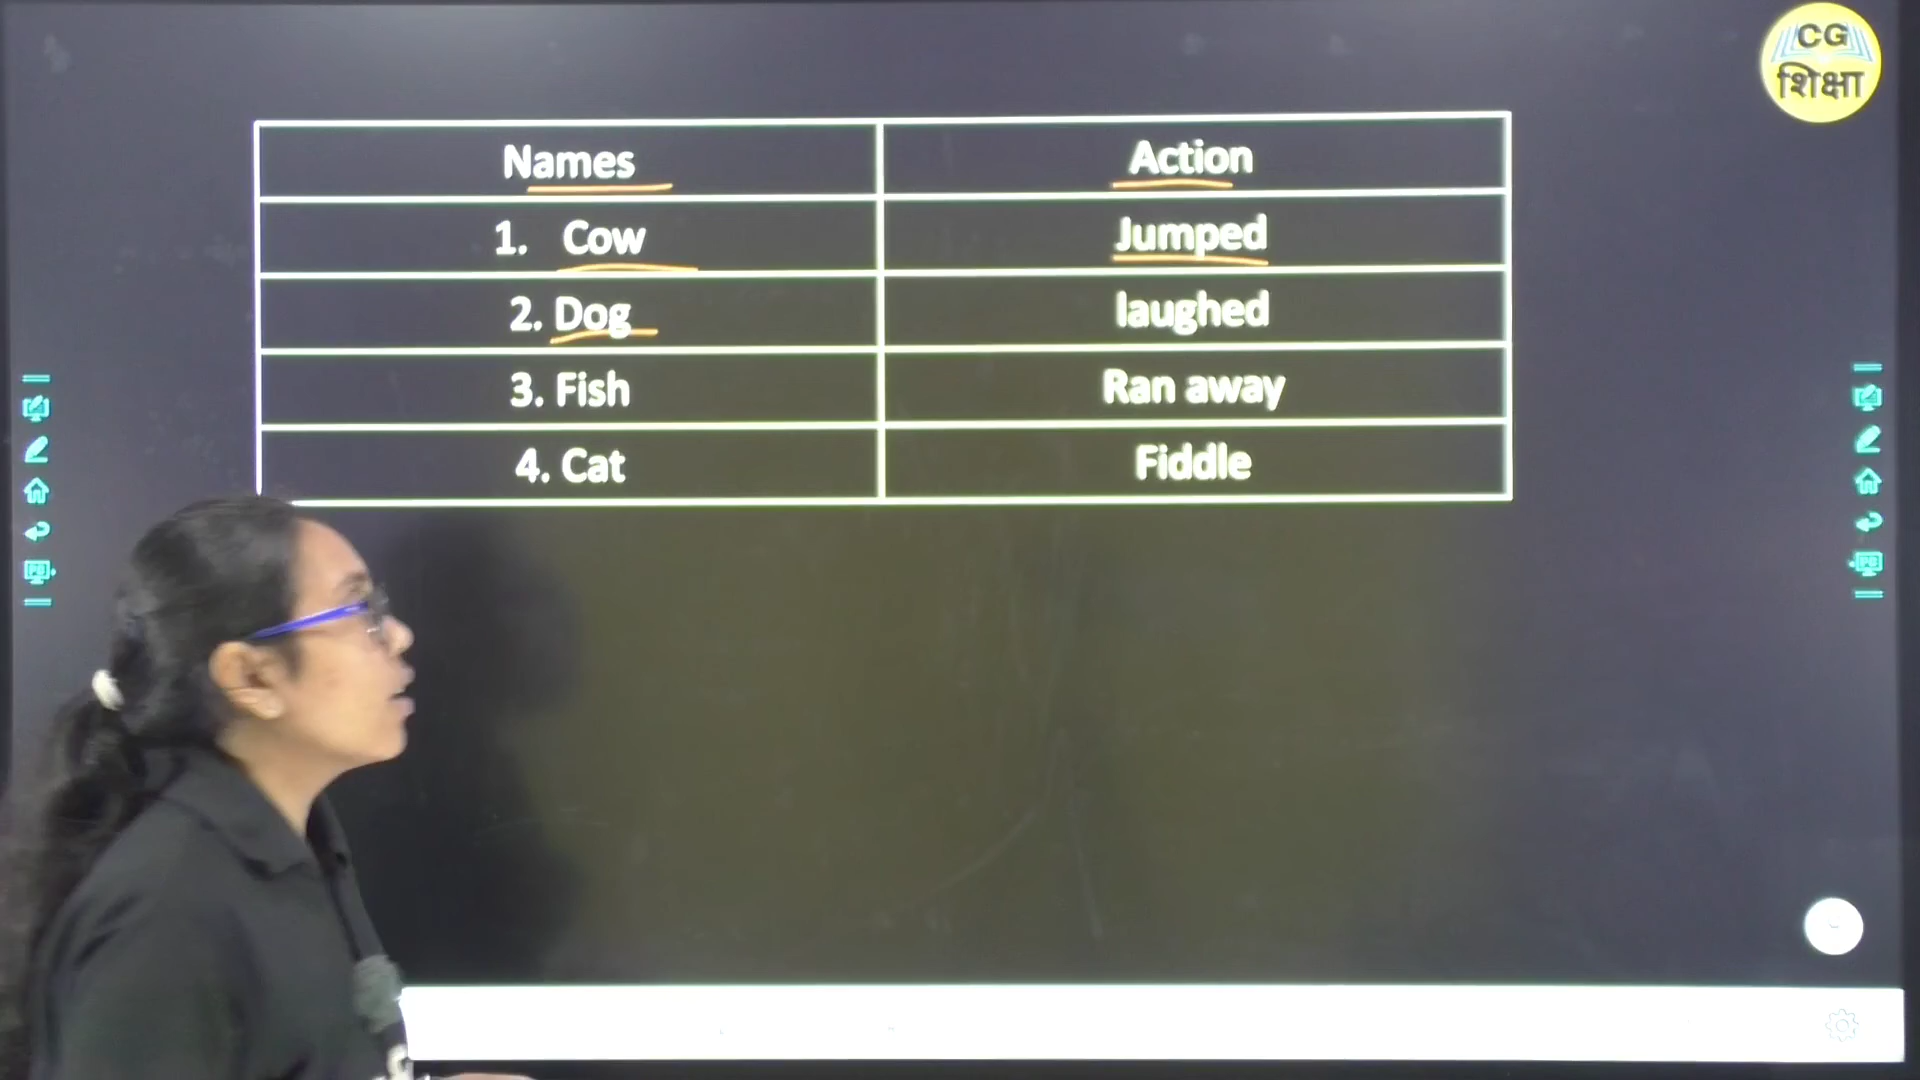 CG
शिक्षा
Names Action
1. Cow Jumped
2. Dog laughed
3. Fish Ran away
4. Cat Fiddle